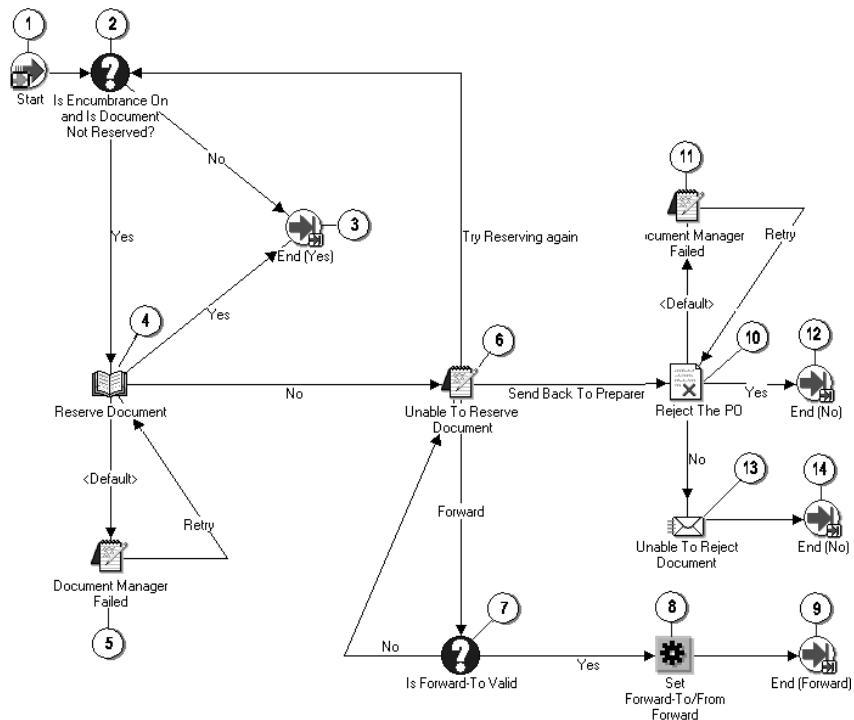 1
2
Start
Is Encumbrance On
and Is Document
Not Reserved?
No
3
End (Yes)
Yes
Yes
Try Reserving again
11
cument Manager
Failed
Retry
<Default>
4
Reserve Document
No
6
Unable To Reserve
Document
Send Back To Preparer
10
Reject The PO
Yes
12
End (No)
<Default>
Retry
Document Manager
Failed
5
Forward
No
13
Unable To Reject
Document
14
End (No)
7
No
Is Forward-To Valid
Yes
8
Set
Forward-To/From
Forward
9
End (Forward)